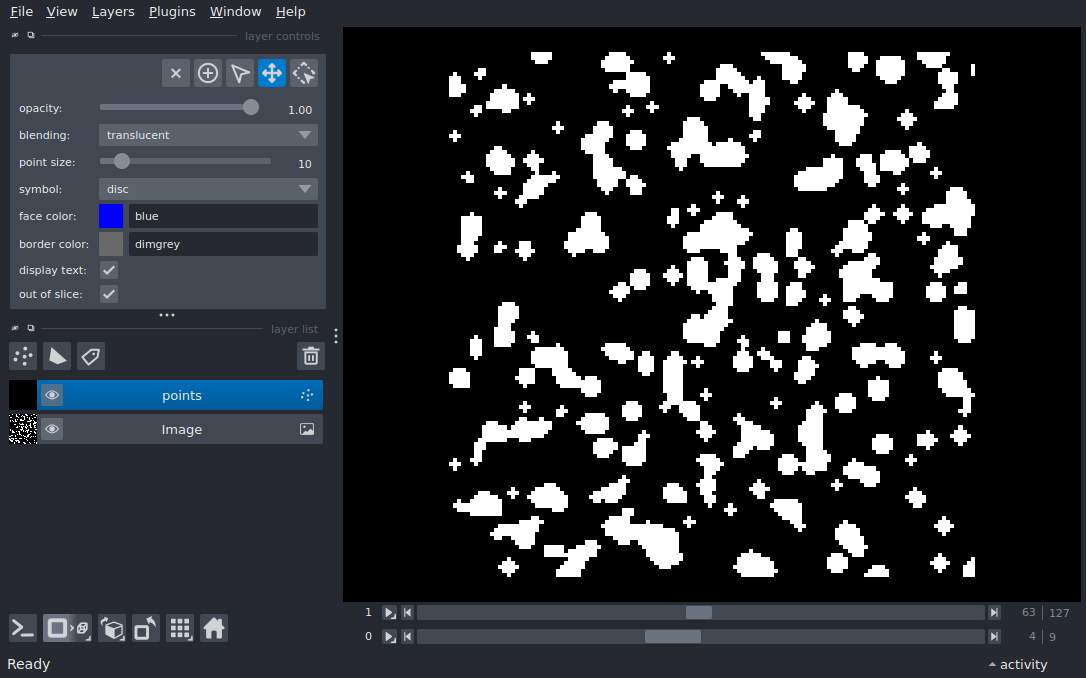 File View Layers Plugins Window Help
layer controls
opacity: 1.00
blending: translucent
point size: 10
symbol: disc
face color: blue
border color: dimgrey
display text:
out of slice:
layer list
points
Image
1 63 127
0 4 9
Ready activity